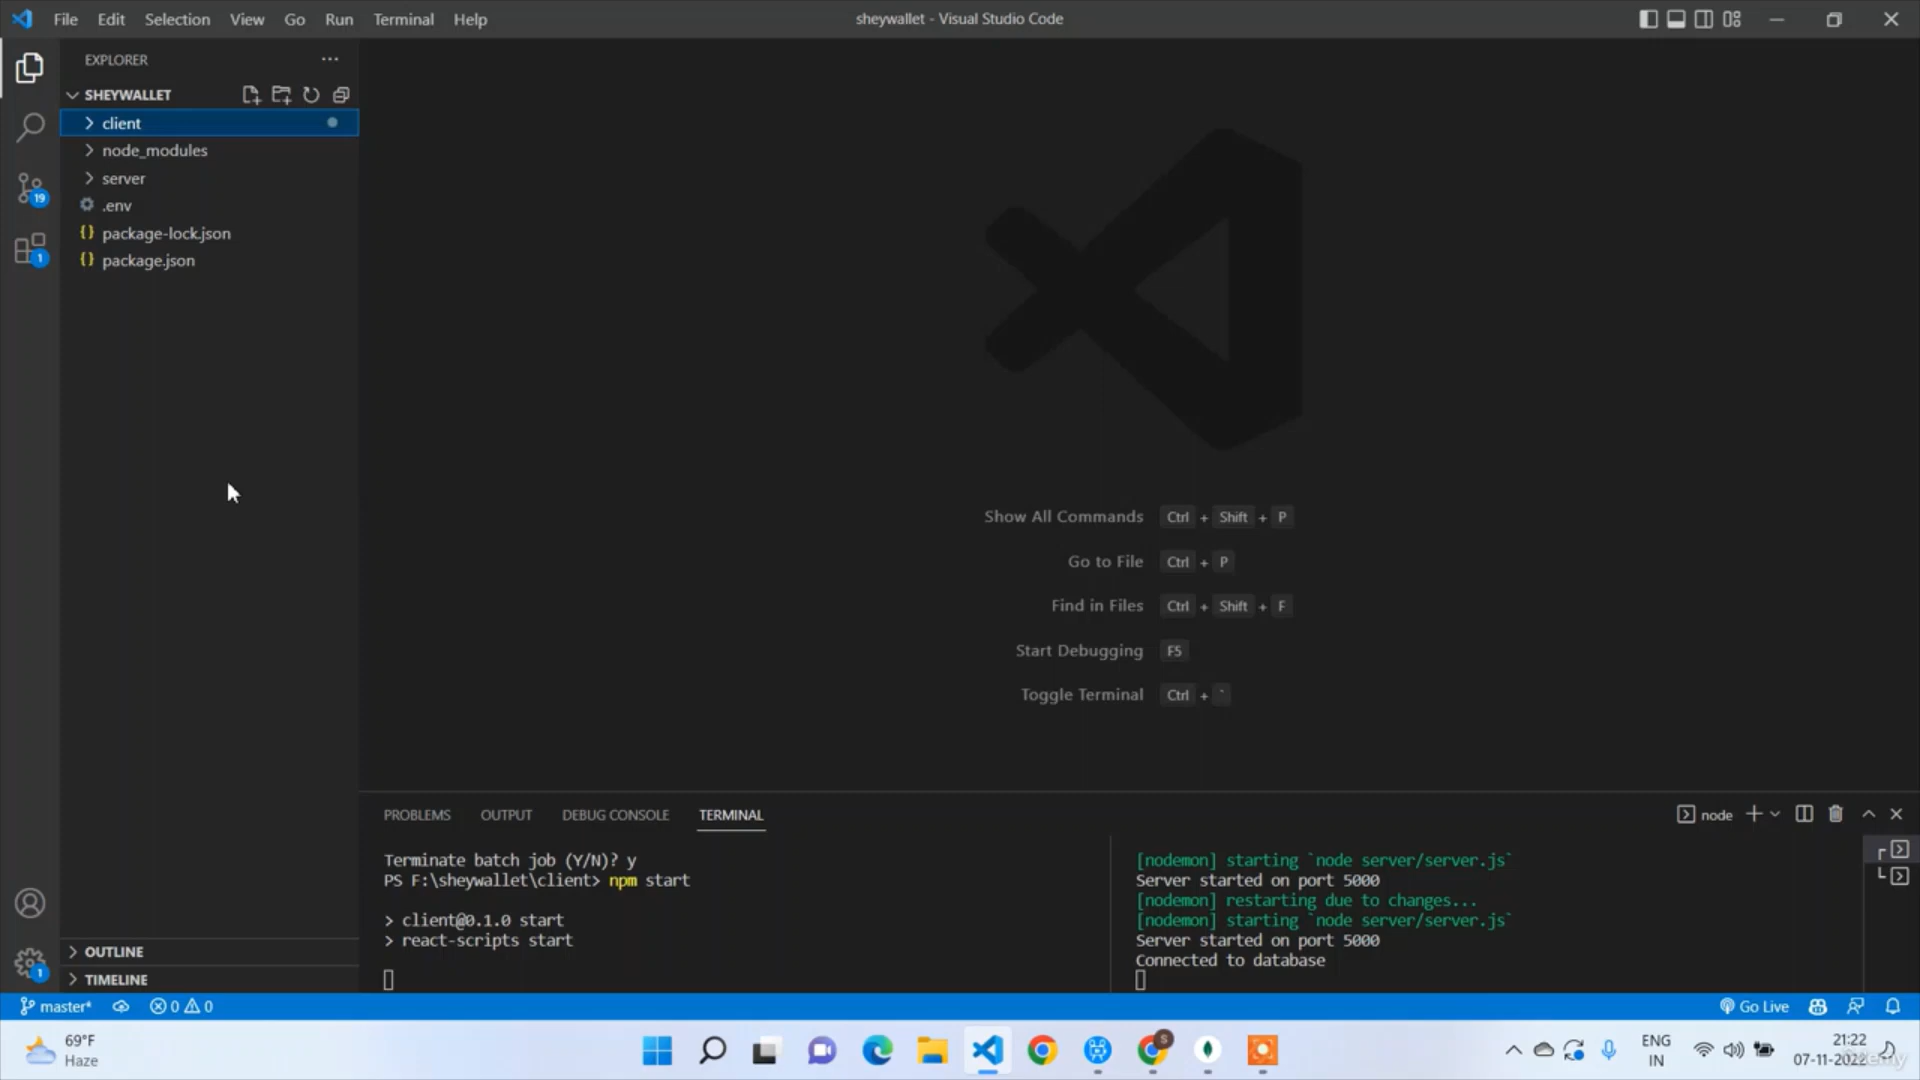 File Edit Selection View Go Run Terminal Help
sheywallet - Visual Studio Code
EXPLORER
SHEYWALLET
client
node_modules
server
.env
package-lock.json
package.json
19
1
Show All Commands Ctrl + Shift + P
Go to File Ctrl + P
Find in Files Ctrl + Shift + F
Start Debugging F5
Toggle Terminal Ctrl + `
PROBLEMS OUTPUT DEBUG CONSOLE TERMINAL
node
Terminate batch job (Y/N)? y
PS F:\sheywallet\client> npm start
> client@0.1.0 start
> react-scripts start
[nodemon] starting `node server/server.js`
Server started on port 5000
[nodemon] restarting due to changes...
[nodemon] starting `node server/server.js`
Server started on port 5000
Connected to database
OUTLINE
TIMELINE
1
master* 0 0
Go Live
69°F
Haze
S
ENG
IN
21:22
07-11-2022